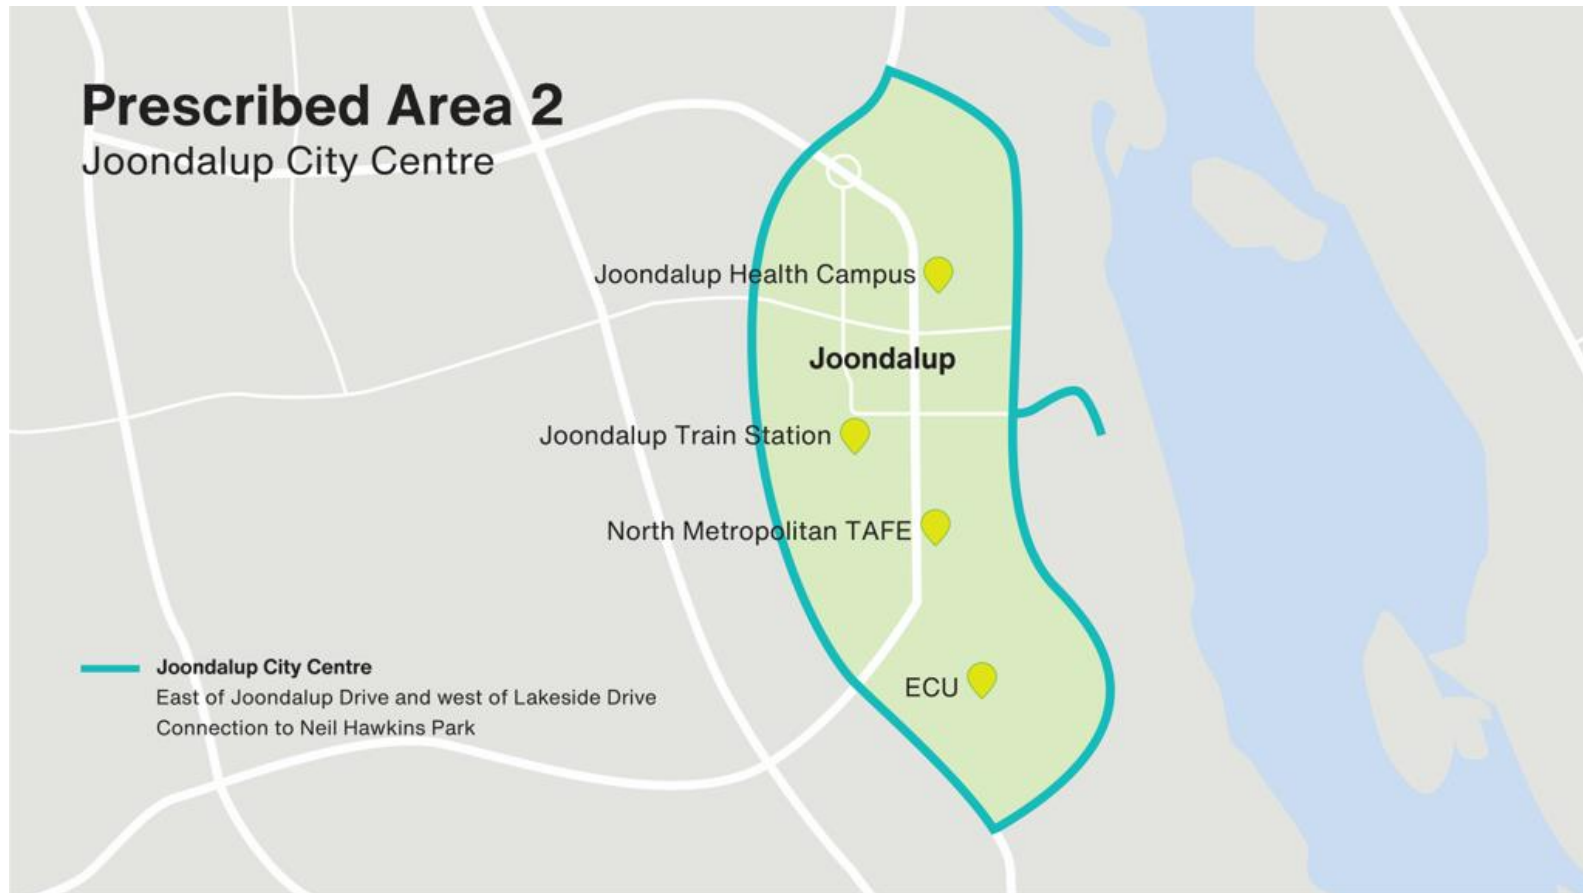 Prescribed Area 2
Joondalup City Centre
Joondalup Health Campus
Joondalup
Joondalup Train Station
North Metropolitan TAFE
ECU
Joondalup City Centre
East of Joondalup Drive and west of Lakeside Drive
Connection to Neil Hawkins Park